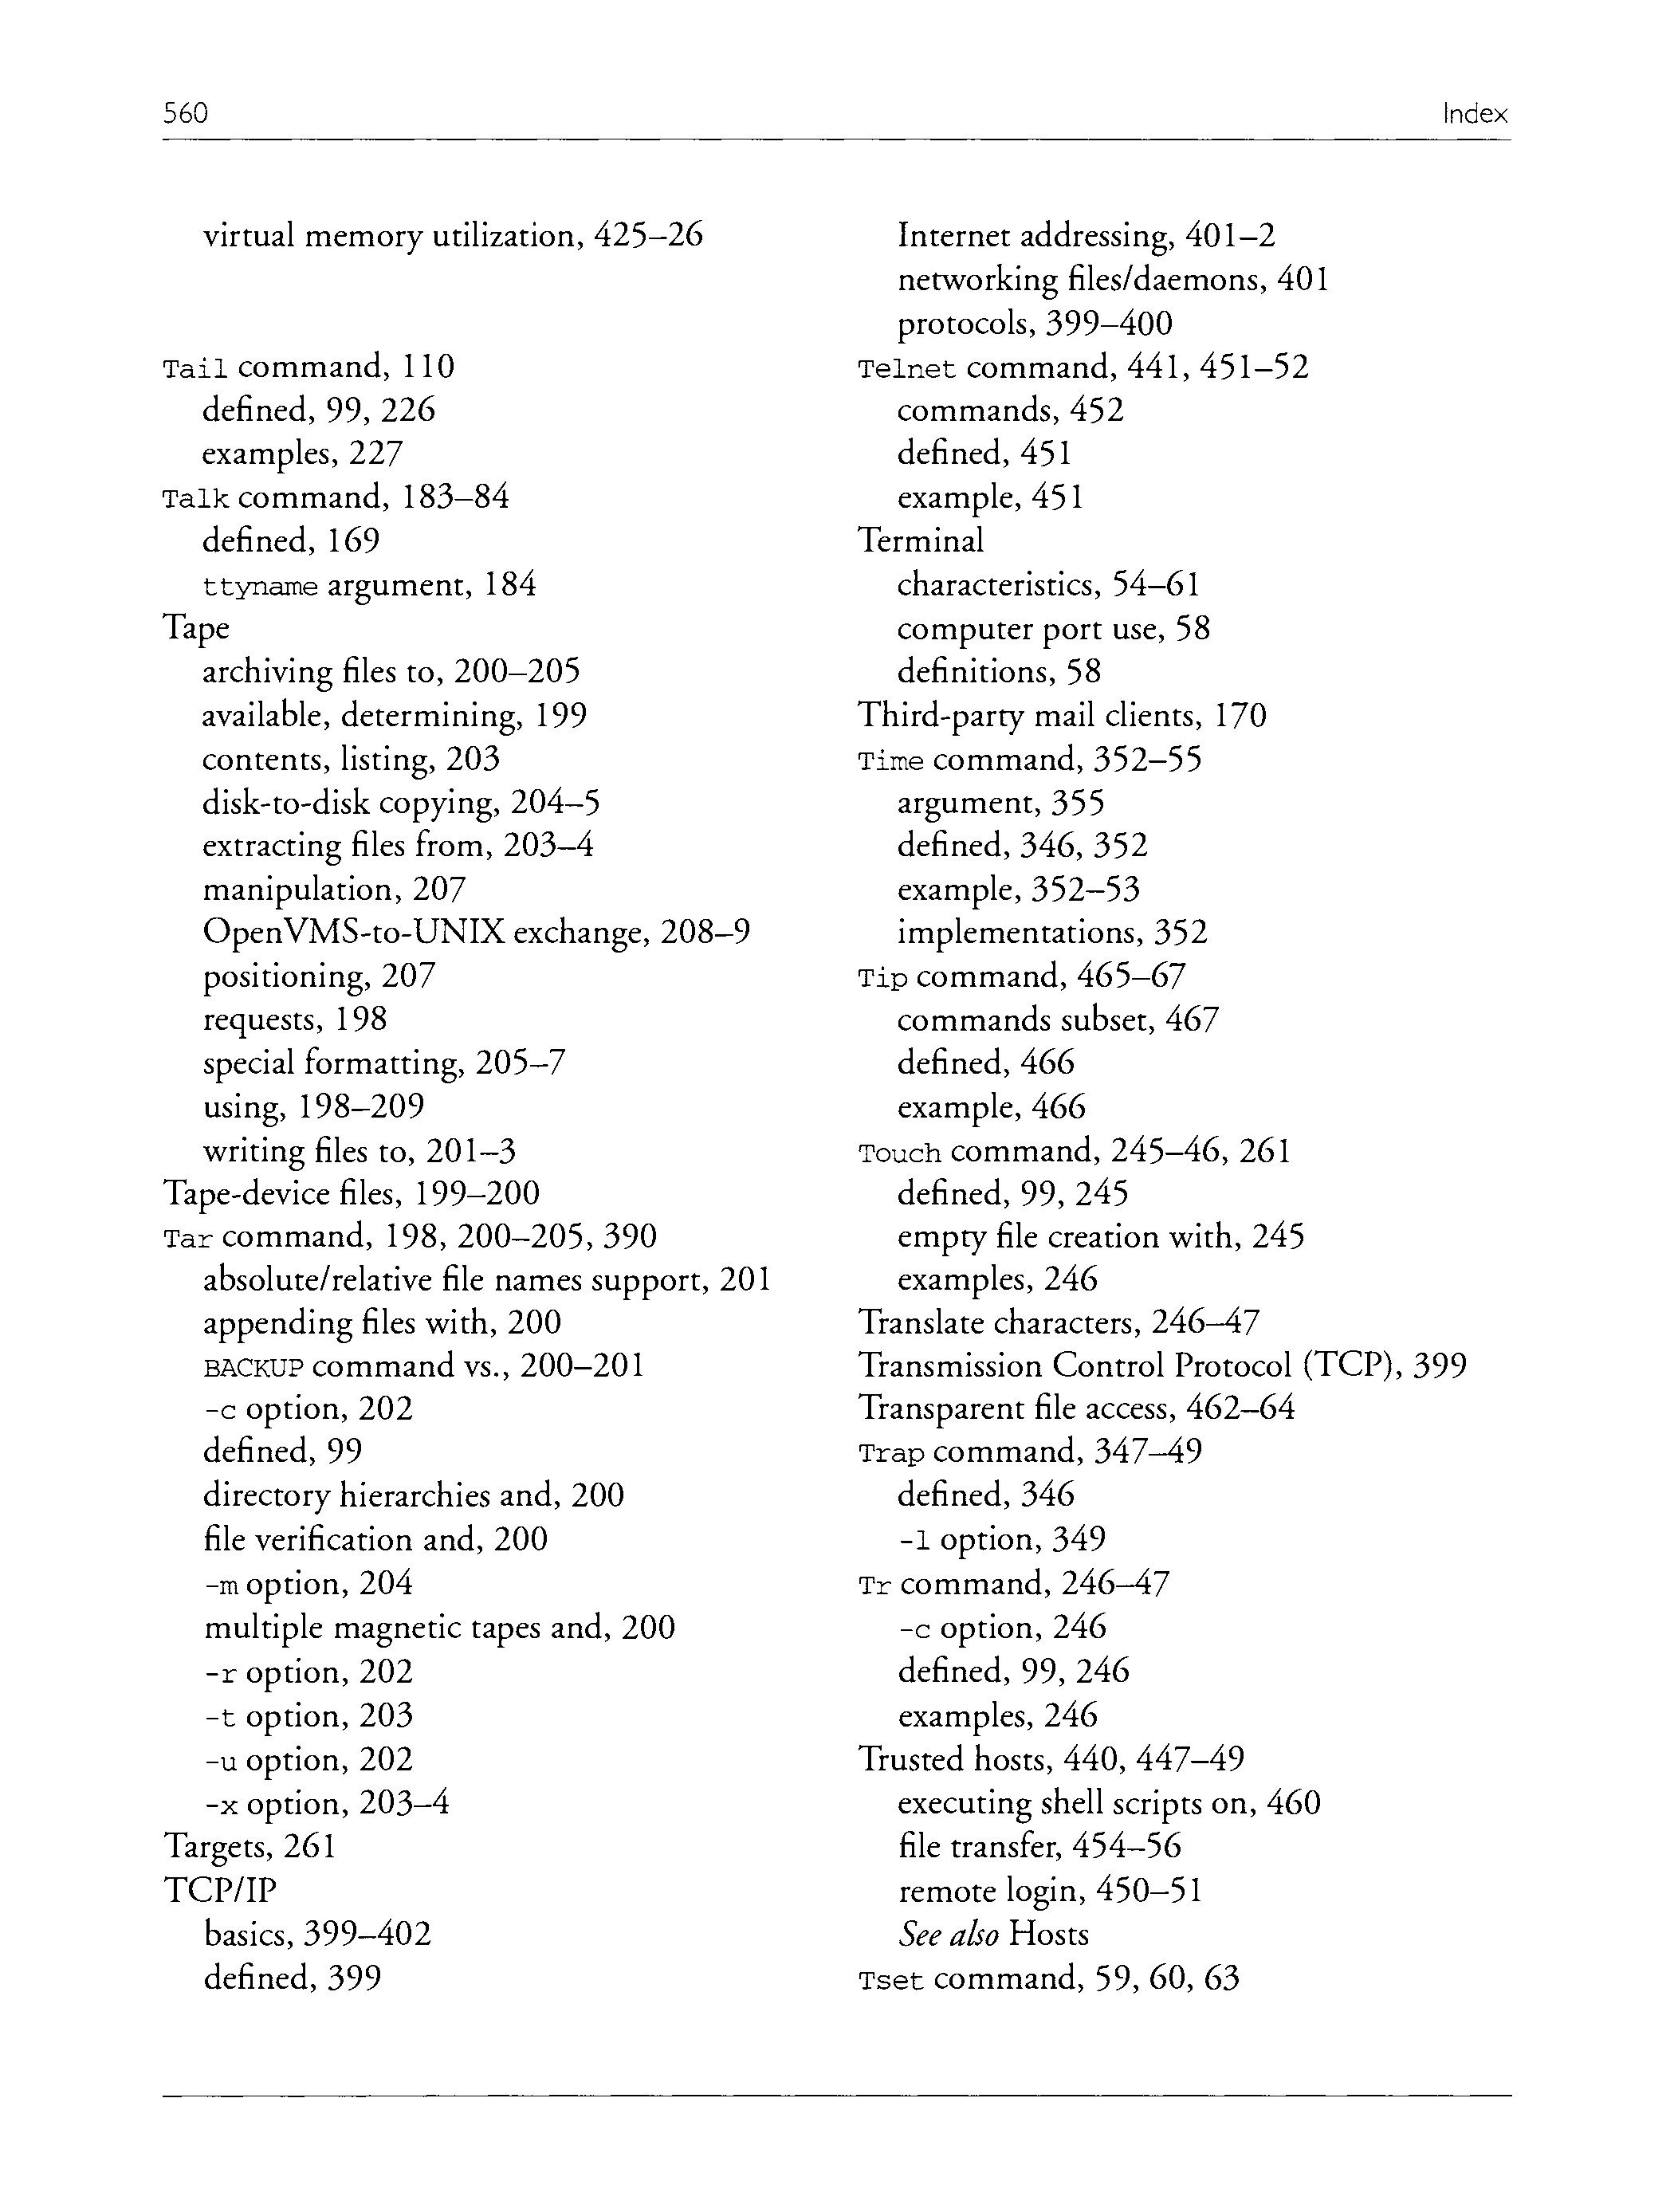 560
Index
virtual memory utilization, 425–26
Tail command, 110
defined, 99, 226
examples, 227
Talk command, 183–84
defined, 169
ttyname argument, 184
Tape
archiving files to, 200–205
available, determining, 199
contents, listing, 203
disk-to-disk copying, 204–5
extracting files from, 203–4
manipulation, 207
OpenVMS-to-UNIX exchange, 208–9
positioning, 207
requests, 198
special formatting, 205–7
using, 198–209
writing files to, 201–3
Tape-device files, 199–200
Tar command, 198, 200–205, 390
absolute/relative file names support, 201
appending files with, 200
BACKUP command vs., 200–201
-c option, 202
defined, 99
directory hierarchies and, 200
file verification and, 200
-m option, 204
multiple magnetic tapes and, 200
-r option, 202
-t option, 203
-u option, 202
-x option, 203–4
Targets, 261
TCP/IP
basics, 399–402
defined, 399
Internet addressing, 401–2
networking files/daemons, 401
protocols, 399–400
Telnet command, 441, 451–52
commands, 452
defined, 451
example, 451
Terminal
characteristics, 54–61
computer port use, 58
definitions, 58
Third-party mail clients, 170
Time command, 352–55
argument, 355
defined, 346, 352
example, 352–53
implementations, 352
Tip command, 465–67
commands subset, 467
defined, 466
example, 466
Touch command, 245–46, 261
defined, 99, 245
empty file creation with, 245
examples, 246
Translate characters, 246–47
Transmission Control Protocol (TCP), 399
Transparent file access, 462–64
Trap command, 347–49
defined, 346
-l option, 349
Tr command, 246–47
-c option, 246
defined, 99, 246
examples, 246
Trusted hosts, 440, 447–49
executing shell scripts on, 460
file transfer, 454–56
remote login, 450–51
See also Hosts
Tset command, 59, 60, 63